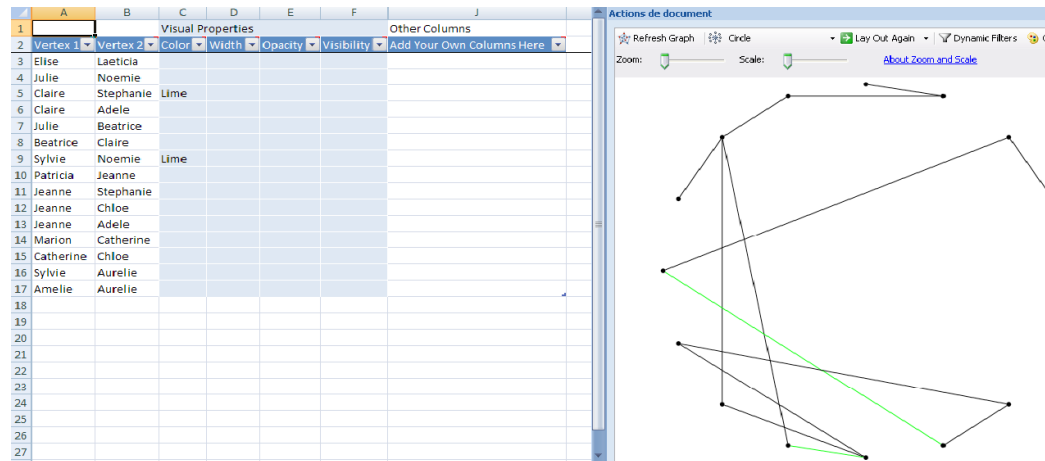 A B C D E F J
Actions de document
1 Visual Properties Other Columns
2 Vertex 1 Vertex 2 Color Width Opacity Visibility Add Your Own Columns Here
Refresh Graph Circle Lay Out Again Dynamic Filters
Zoom: Scale: About Zoom and Scale
3 Elise Laeticia
4 Julie Noemie
5 Claire Stephanie Lime
6 Claire Adele
7 Julie Beatrice
8 Beatrice Claire
9 Sylvie Noemie Lime
10 Patricia Jeanne
11 Jeanne Stephanie
12 Jeanne Chloe
13 Jeanne Adele
14 Marion Catherine
15 Catherine Chloe
16 Sylvie Aurelie
17 Amelie Aurelie
18
19
20
21
22
23
24
25
26
27